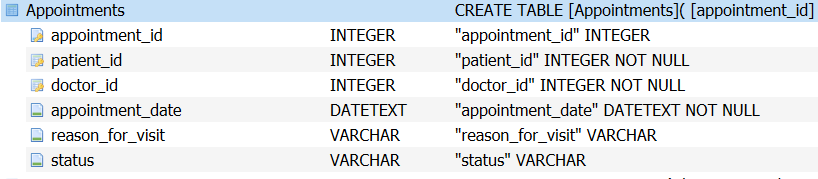 Appointments CREATE TABLE [Appointments]( [appointment_id]
appointment_id INTEGER "appointment_id" INTEGER
patient_id INTEGER "patient_id" INTEGER NOT NULL
doctor_id INTEGER "doctor_id" INTEGER NOT NULL
appointment_date DATETEXT "appointment_date" DATETEXT NOT NULL
reason_for_visit VARCHAR "reason_for_visit" VARCHAR
status VARCHAR "status" VARCHAR